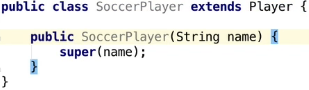 public class SoccerPlayer extends Player {
public SoccerPlayer(String name) {
super(name);
}
}